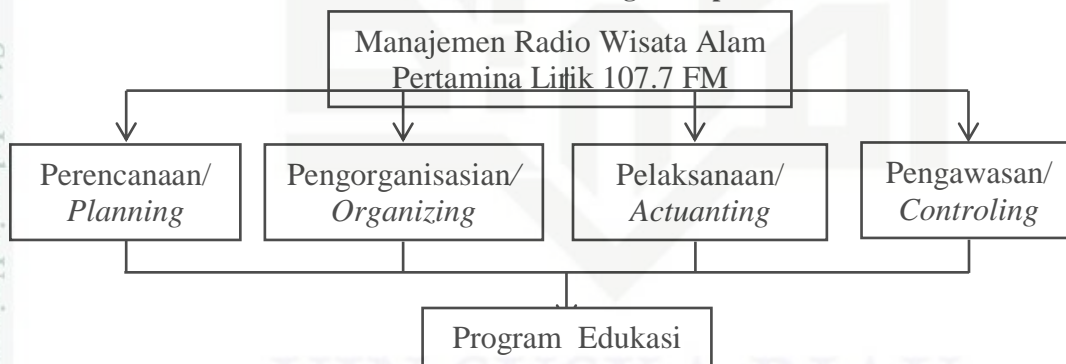 Manajemen Radio Wisata Alam
Pertamina Lirik 107.7 FM
Perencanaan/
Planning
Pengorganisasian/
Organizing
Pelaksanaan/
Actuanting
Pengawasan/
Controling
Program Edukasi